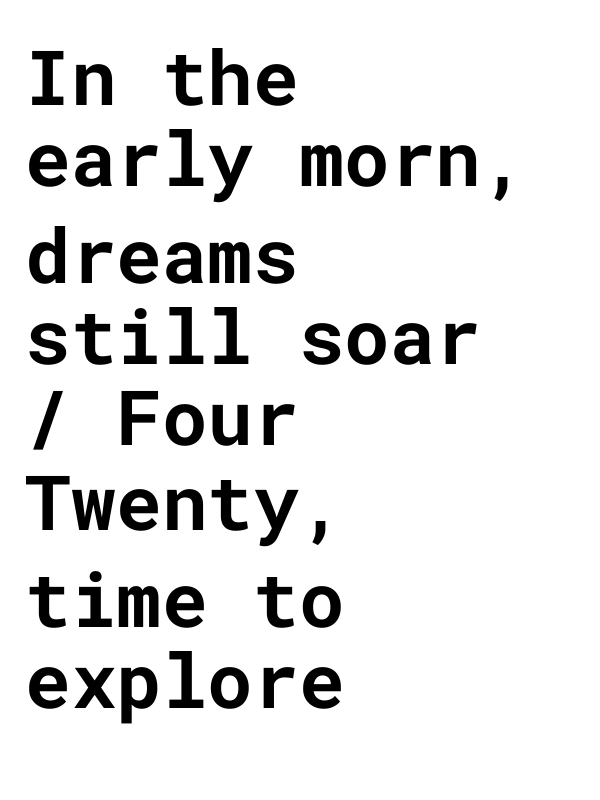 In the
early morn,
dreams
still soar
/ Four
Twenty,
time to
explore